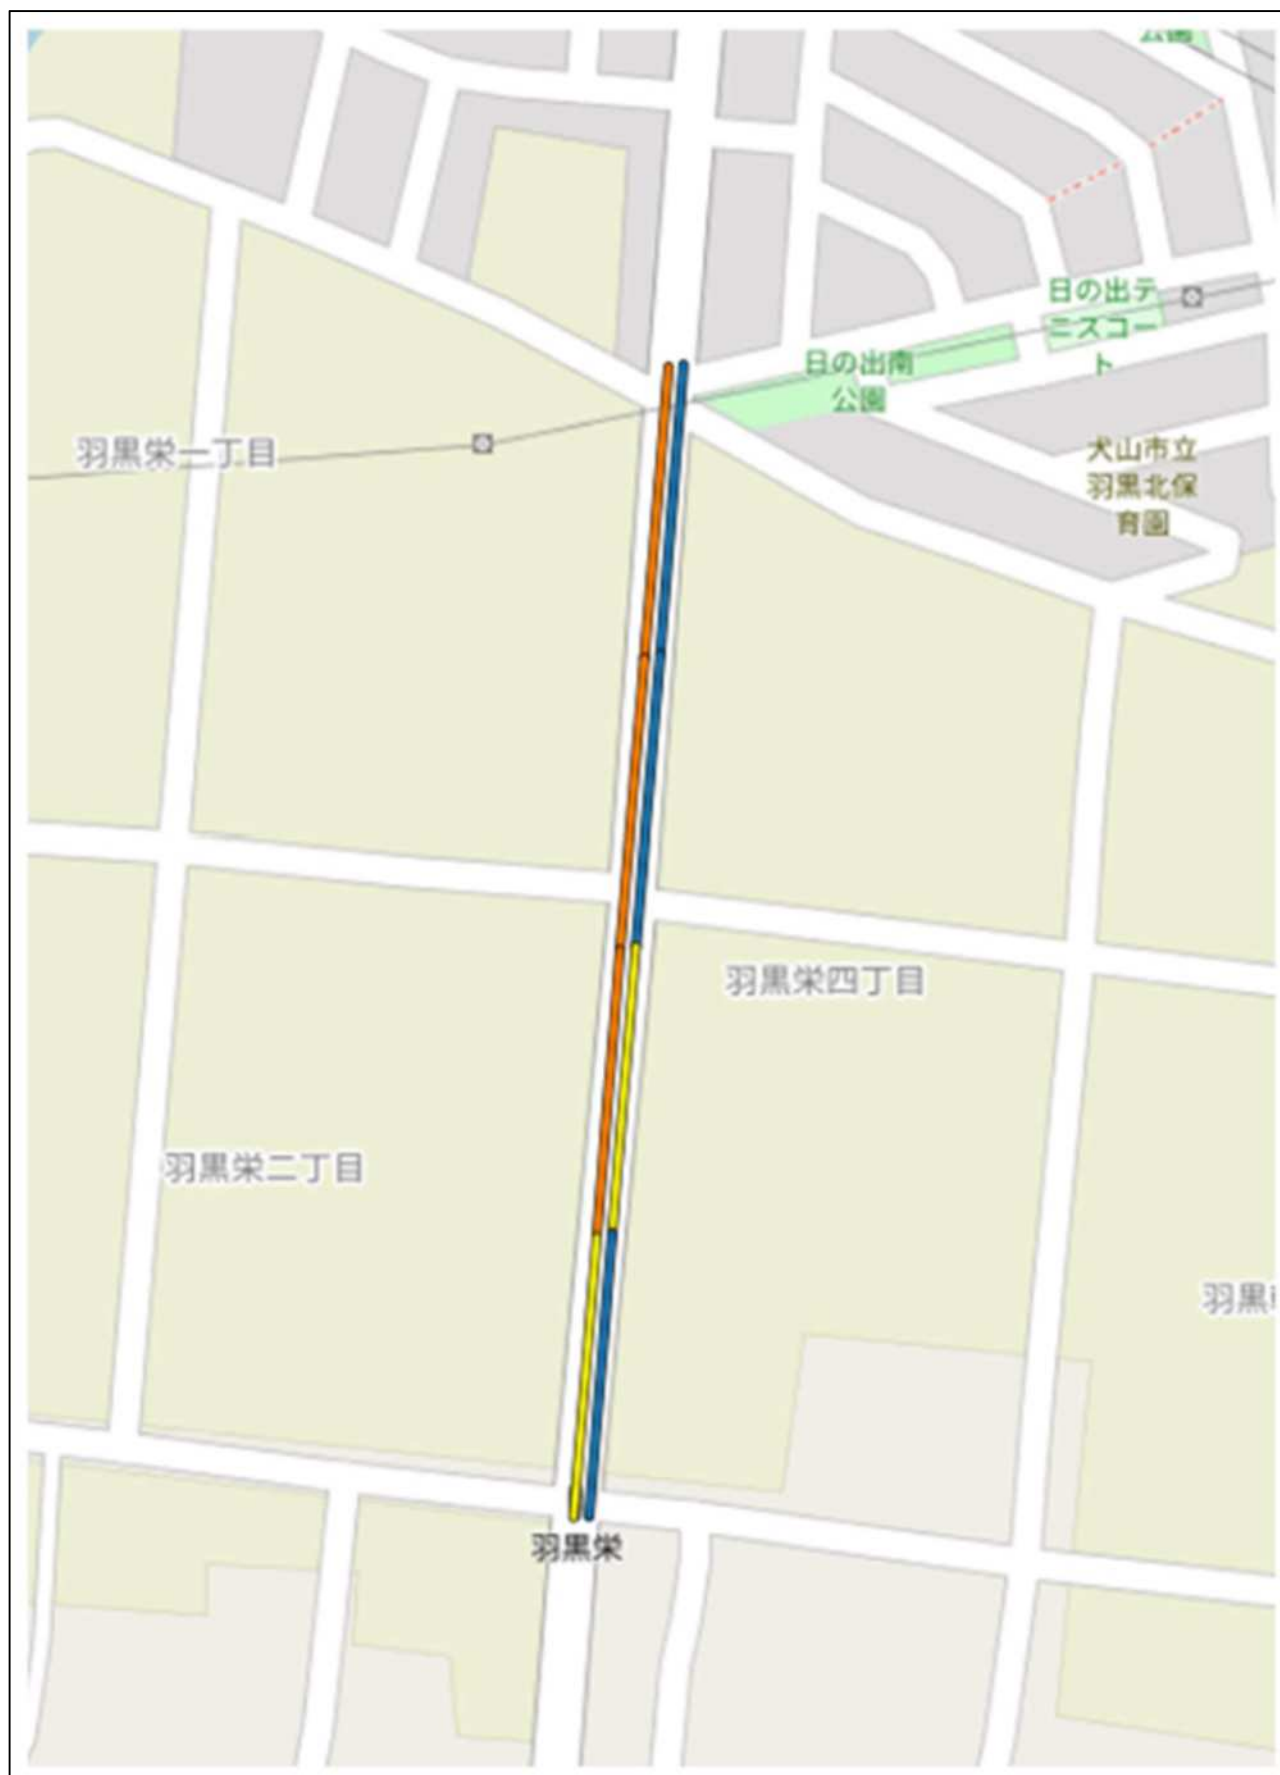 公園
日の出テ
ニスコー
ト
日の出南
公園
羽黒栄一丁目
犬山市立
羽黒北保
育園
羽黒栄四丁目
羽黒栄二丁目
羽黒
羽黒栄